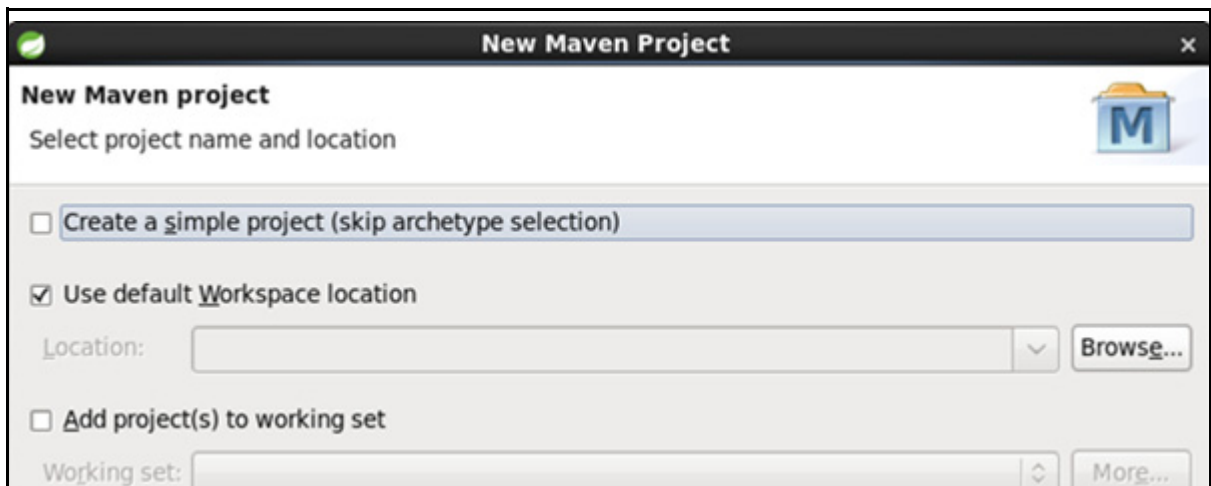 New Maven Project
New Maven project
M
Select project name and location
Create a simple project (skip archetype selection)
Use default Workspace location
Location:
Browse...
Add project(s) to working set
Working set:
More...